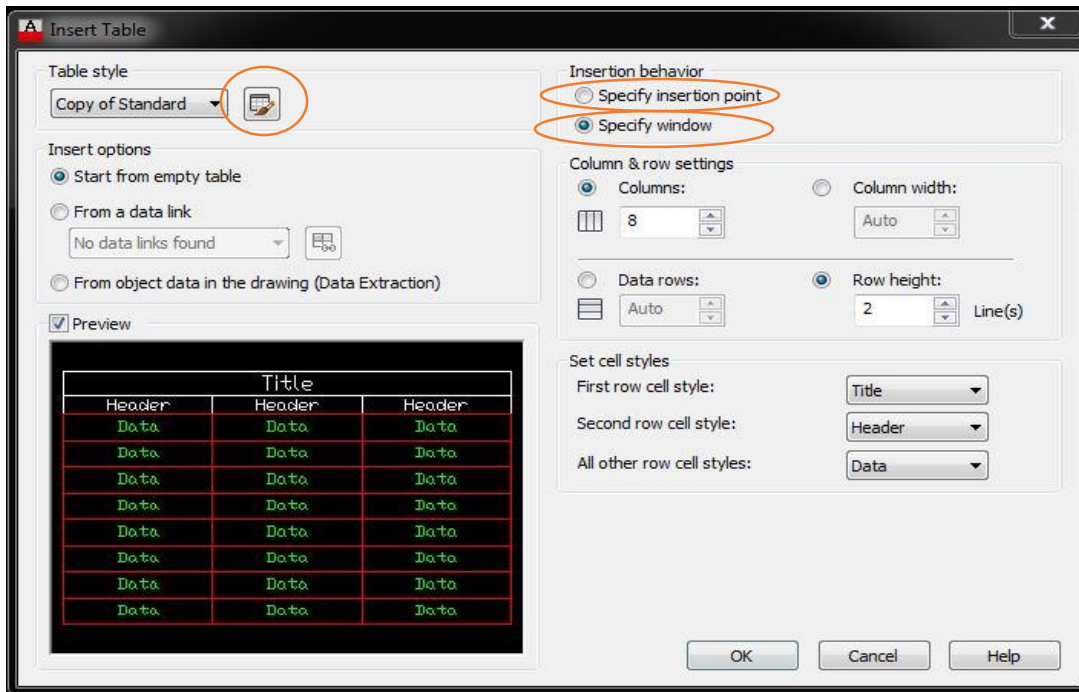 Insert Table
Table style
Copy of Standard
Insert options
Start from empty table
From a data link
No data links found
From object data in the drawing (Data Extraction)
Preview
Title
Header Header Header
Data Data Data
Data Data Data
Data Data Data
Data Data Data
Data Data Data
Data Data Data
Data Data Data
Data Data Data
Insertion behavior
Specify insertion point
Specify window
Column & row settings
Columns: Column width:
8 Auto
Data rows: Row height:
Auto 2 Line(s)
Set cell styles
First row cell style: Title
Second row cell style: Header
All other row cell styles: Data
OK Cancel Help